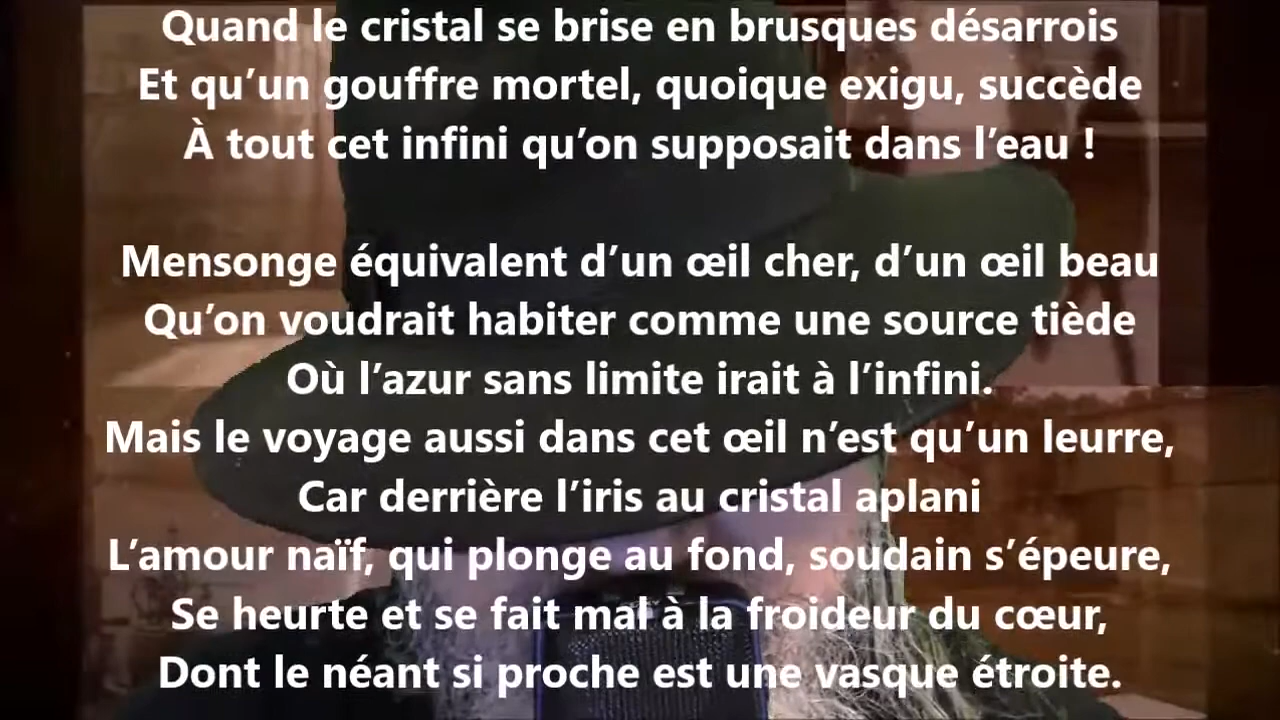 Quand le cristal se brise en brusques désarrois
Et qu’un gouffre mortel, quoique exigu, succède
À tout cet infini qu’on supposait dans l’eau !
Mensonge équivalent d’un œil cher, d’un œil beau
Qu’on voudrait habiter comme une source tiède
Où l’azur sans limite irait à l’infini.
Mais le voyage aussi dans cet œil n’est qu’un leurre,
Car derrière l’iris au cristal aplani
L’amour naïf, qui plonge au fond, soudain s’épeure,
Se heurte et se fait mal à la froideur du cœur,
Dont le néant si proche est une vasque étroite.